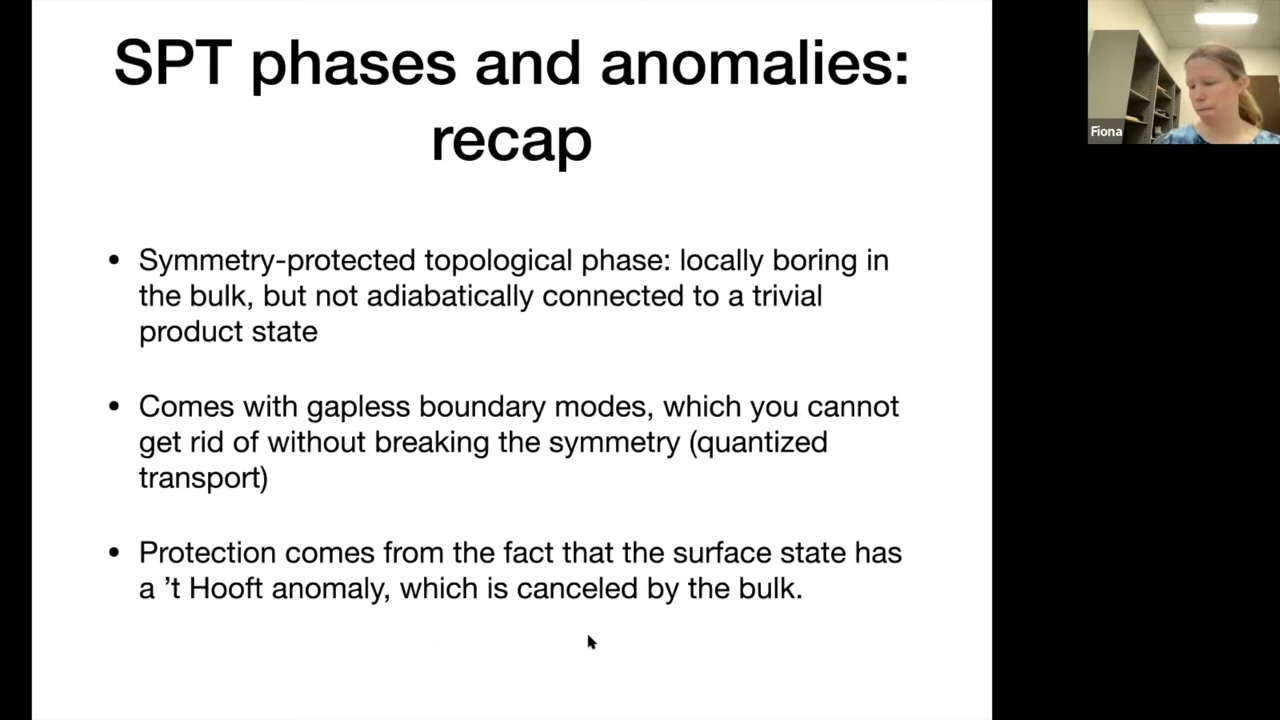 SPT phases and anomalies:
recap
• Symmetry-protected topological phase: locally boring in
the bulk, but not adiabatically connected to a trivial
product state
• Comes with gapless boundary modes, which you cannot
get rid of without breaking the symmetry (quantized
transport)
• Protection comes from the fact that the surface state has
a ’t Hooft anomaly, which is canceled by the bulk.
Fiona